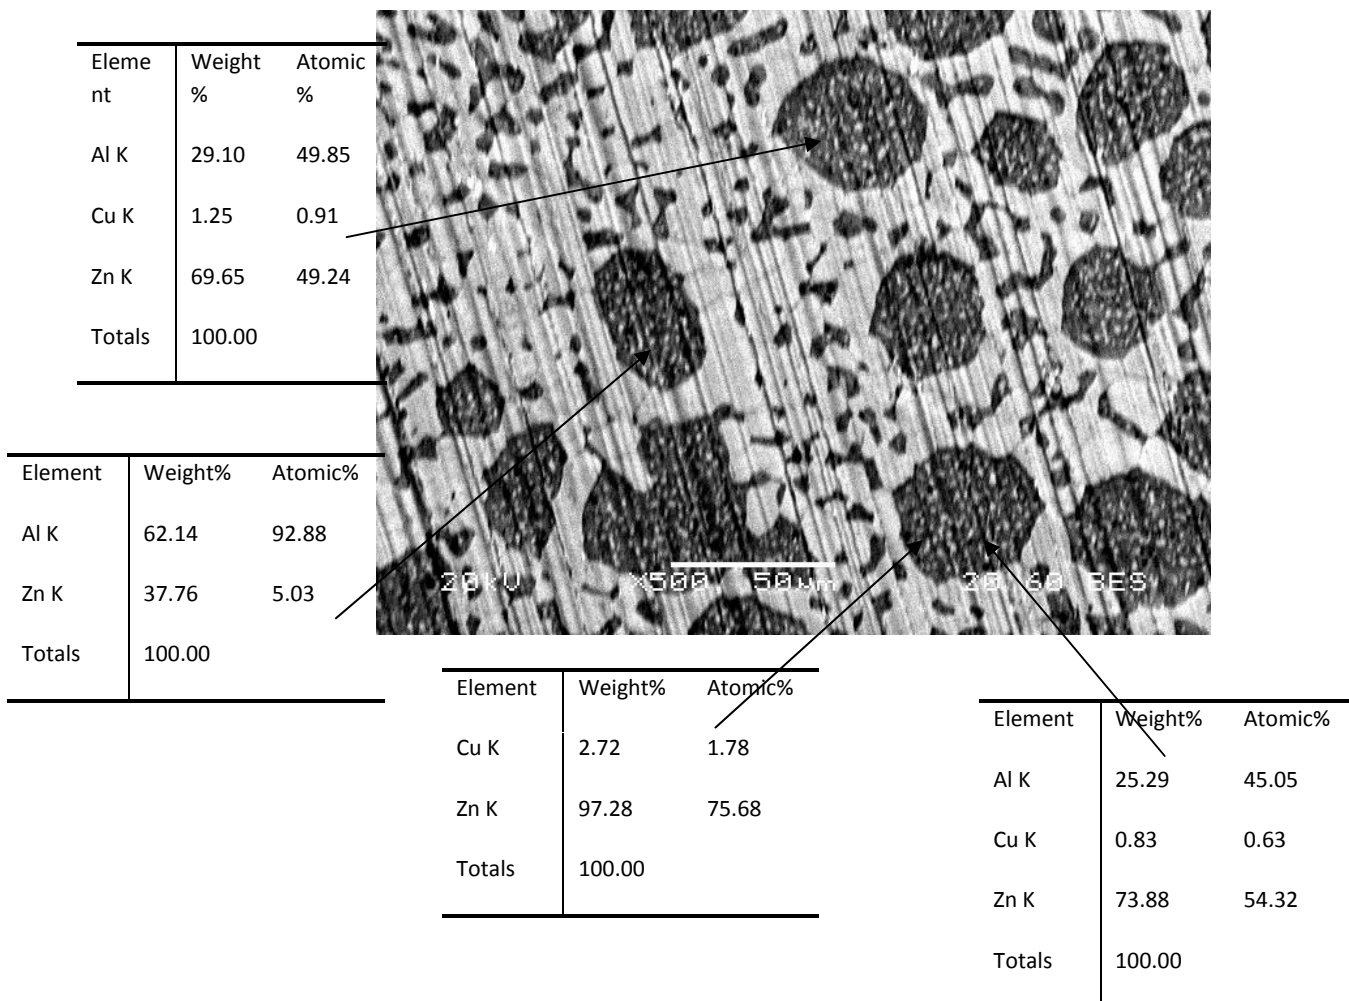 Eleme Weight Atomic
nt % %
Al K 29.10 49.85
Cu K 1.25 0.91
Zn K 69.65 49.24
Totals 100.00
Element Weight% Atomic%
Al K 62.14 92.88
Zn K 37.76 5.03
Totals 100.00
20kV X500 50µm 20 60 BES
Element Weight% Atomic%
Cu K 2.72 1.78
Zn K 97.28 75.68
Totals 100.00
Element Weight% Atomic%
Al K 25.29 45.05
Cu K 0.83 0.63
Zn K 73.88 54.32
Totals 100.00